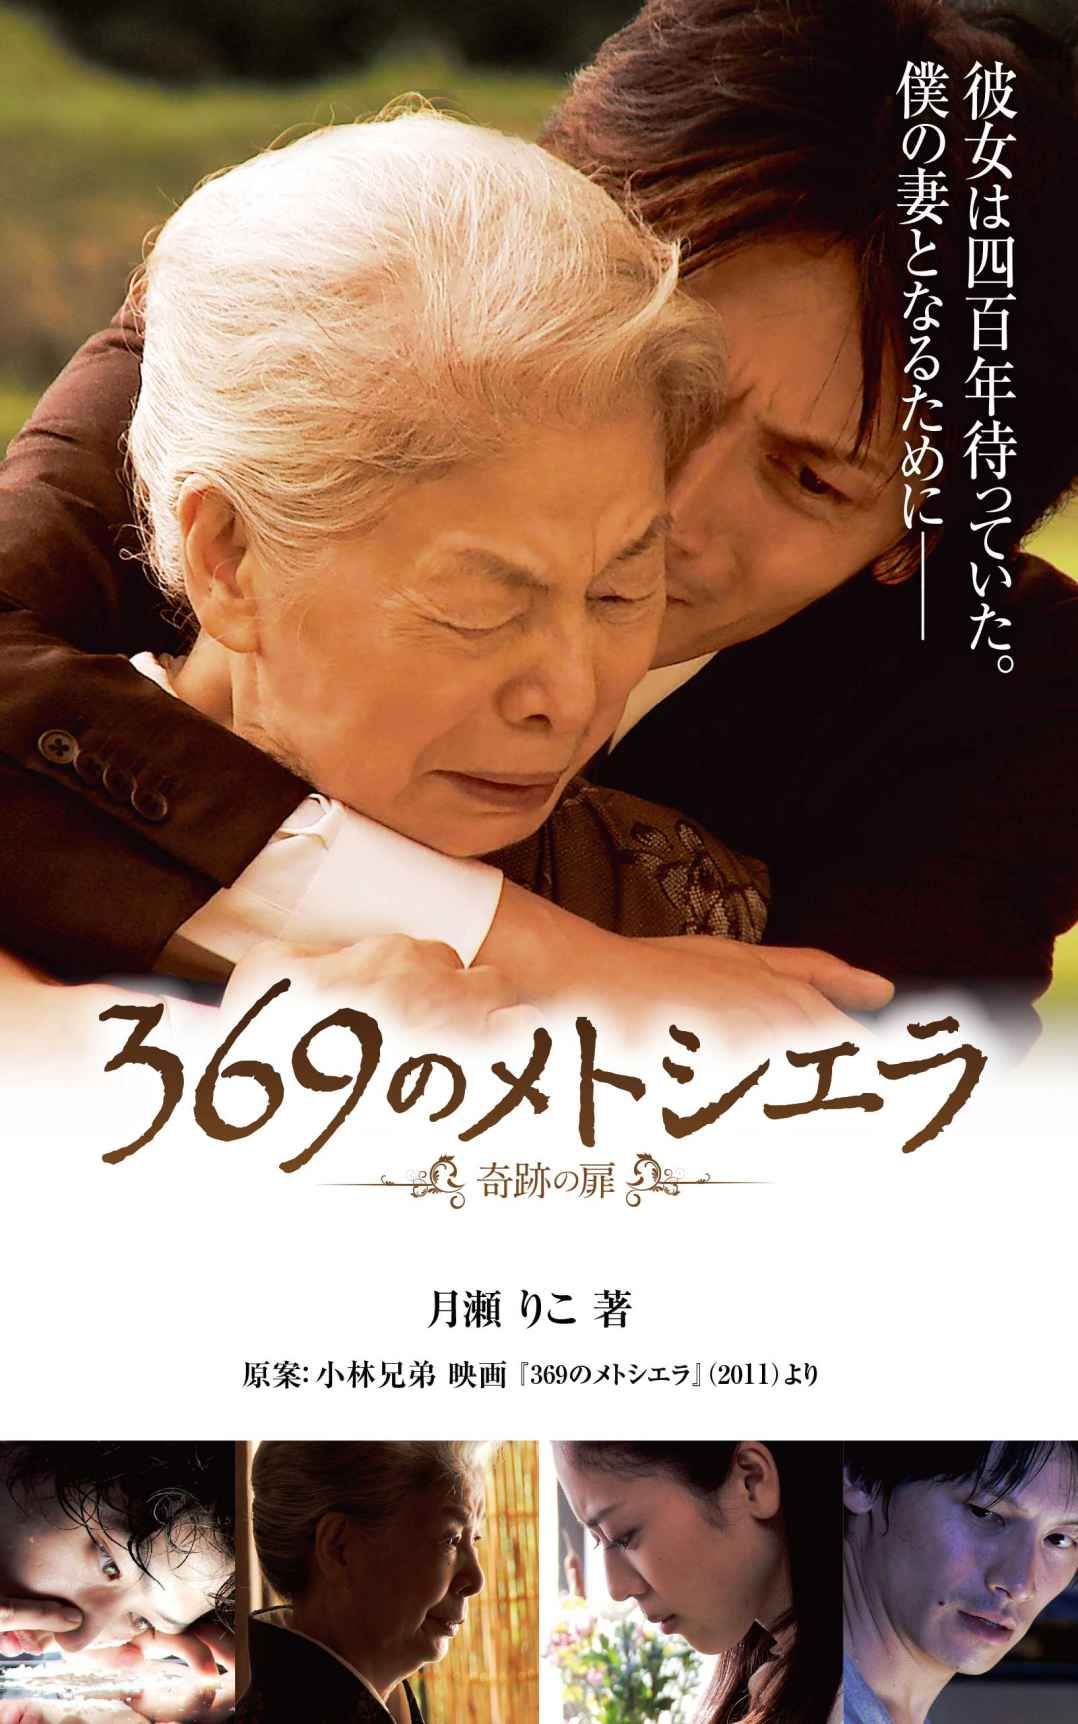 彼女は四百年待っていた。
僕の妻となるために――
369のメトシエラ
奇跡の扉
月瀬 りこ 著
原案：小林兄弟 映画『369のメトシエラ』（2011）より